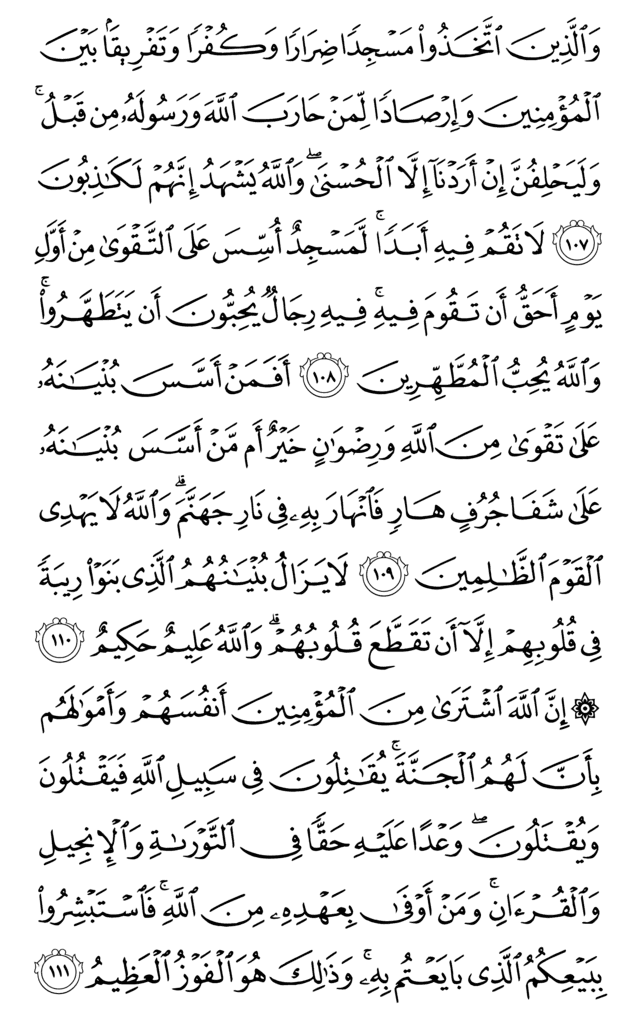 وَٱلَّذِينَ ٱتَّخَذُوا۟ مَسْجِدًا ضِرَارًا وَكُفْرًا وَتَفْرِيقًۢا بَيْنَ
ٱلْمُؤْمِنِينَ وَإِرْصَادًا لِّمَنْ حَارَبَ ٱللَّهَ وَرَسُولَهُۥ مِن قَبْلُ ۚ
وَلَيَحْلِفُنَّ إِنْ أَرَدْنَآ إِلَّا ٱلْحُسْنَىٰ ۖ وَٱللَّهُ يَشْهَدُ إِنَّهُمْ لَكَـٰذِبُونَ
١٠٧ لَا تَقُمْ فِيهِ أَبَدًا ۚ لَّمَسْجِدٌ أُسِّسَ عَلَى ٱلتَّقْوَىٰ مِنْ أَوَّلِ
يَوْمٍ أَحَقُّ أَن تَقُومَ فِيهِ ۚ فِيهِ رِجَالٌ يُحِبُّونَ أَن يَتَطَهَّرُوا۟ ۚ
وَٱللَّهُ يُحِبُّ ٱلْمُطَّهِّرِينَ ١٠٨ أَفَمَنْ أَسَّسَ بُنْيَـٰنَهُۥ
عَلَىٰ تَقْوَىٰ مِنَ ٱللَّهِ وَرِضْوَٰنٍ خَيْرٌ أَم مَّنْ أَسَّسَ بُنْيَـٰنَهُۥ
عَلَىٰ شَفَا جُرُفٍ هَارٍ فَٱنْهَارَ بِهِۦ فِى نَارِ جَهَنَّمَ ۗ وَٱللَّهُ لَا يَهْدِى
ٱلْقَوْمَ ٱلظَّـٰلِمِينَ ١٠٩ لَا يَزَالُ بُنْيَـٰنُهُمُ ٱلَّذِى بَنَوْا۟ رِيبَةً
فِى قُلُوبِهِمْ إِلَّآ أَن تَقَطَّعَ قُلُوبُهُمْ ۗ وَٱللَّهُ عَلِيمٌ حَكِيمٌ ١١٠
۞ إِنَّ ٱللَّهَ ٱشْتَرَىٰ مِنَ ٱلْمُؤْمِنِينَ أَنفُسَهُمْ وَأَمْوَٰلَهُم
بِأَنَّ لَهُمُ ٱلْجَنَّةَ ۚ يُقَـٰتِلُونَ فِى سَبِيلِ ٱللَّهِ فَيَقْتُلُونَ
وَيُقْتَلُونَ ۖ وَعْدًا عَلَيْهِ حَقًّا فِى ٱلتَّوْرَىٰةِ وَٱلْإِنجِيلِ
وَٱلْقُرْءَانِ ۚ وَمَنْ أَوْفَىٰ بِعَهْدِهِۦ مِنَ ٱللَّهِ ۚ فَٱسْتَبْشِرُوا۟
بِبَيْعِكُمُ ٱلَّذِى بَايَعْتُم بِهِۦ ۚ وَذَٰلِكَ هُوَ ٱلْفَوْزُ ٱلْعَظِيمُ ١١١